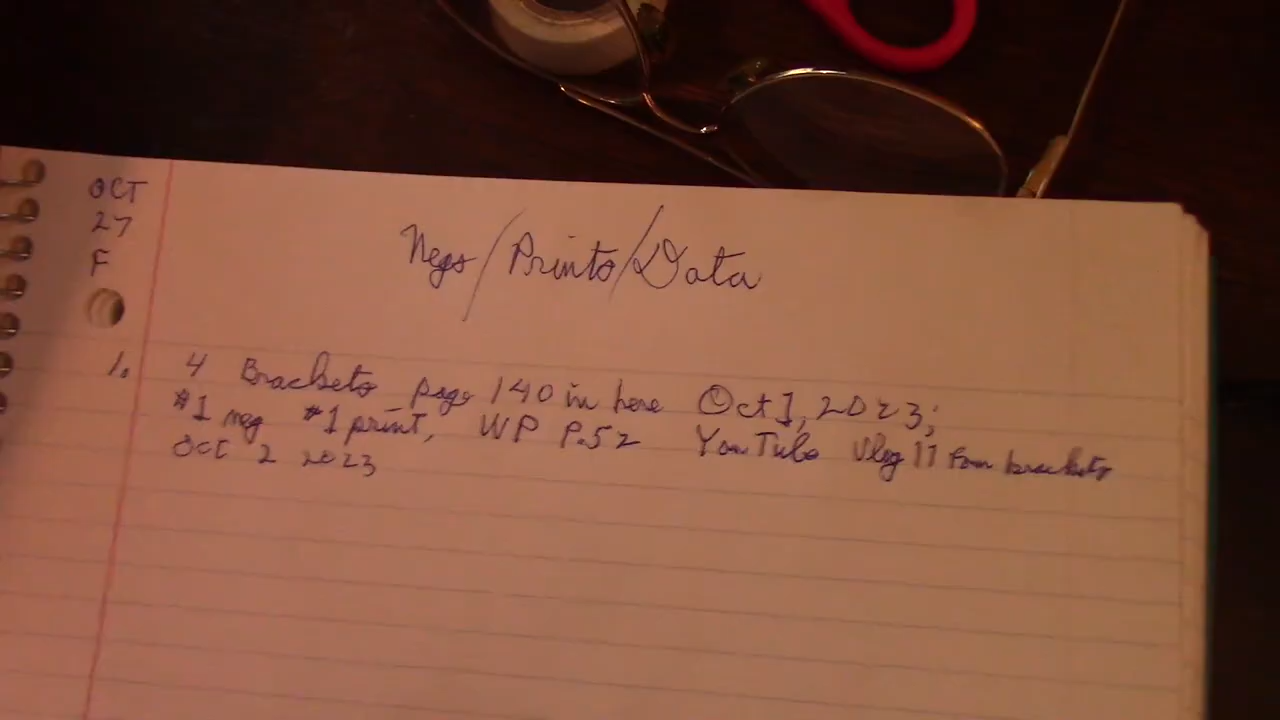 OCT
27
F
Negs/Prints/Data
1. 4 Brackets page 140 in here Oct 1, 2023;
#1 neg #1 print, WP P.52 YouTube Vlog 11 Four brackets
Oct 2 2023